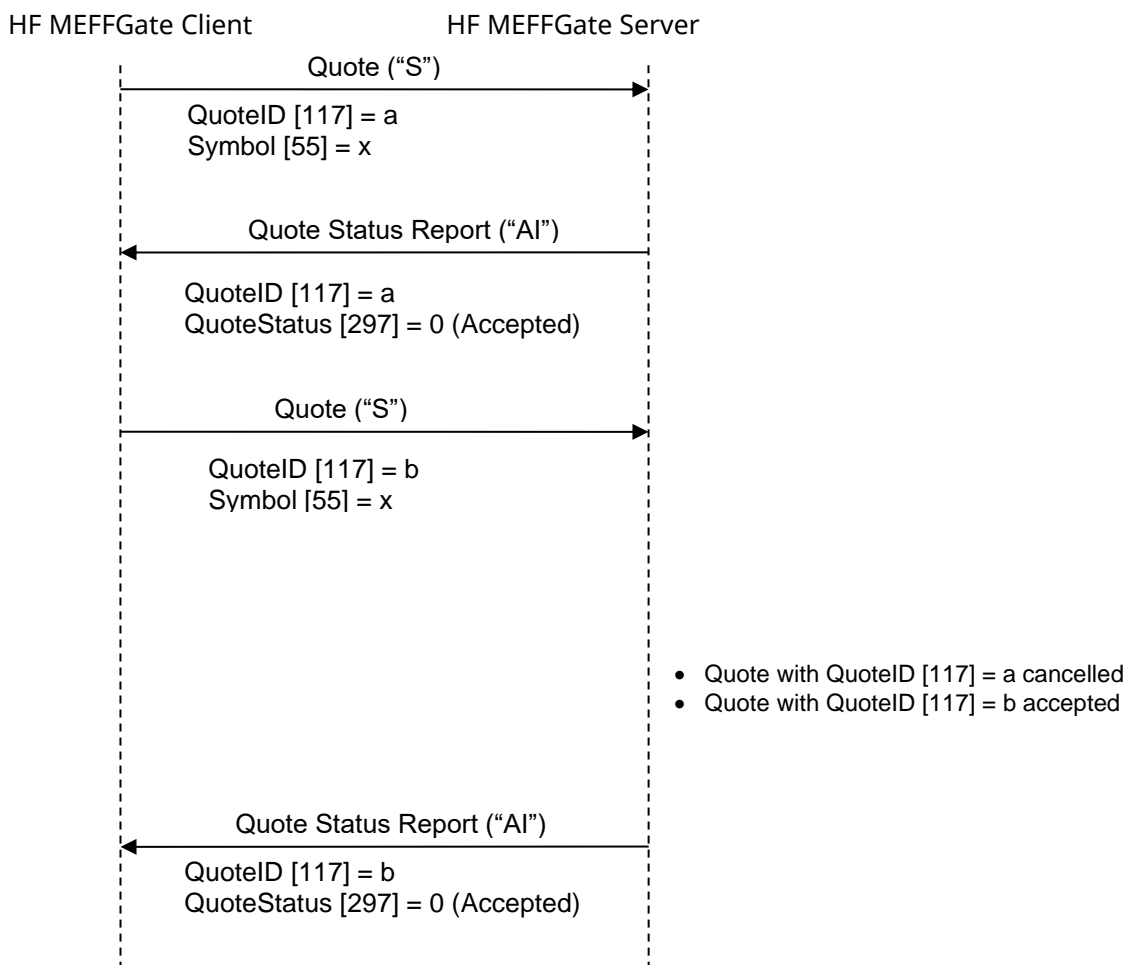 HF MEFFGate Client
HF MEFFGate Server
Quote (“S”)
QuoteID [117] = a
Symbol [55] = x
Quote Status Report (“AI”)
QuoteID [117] = a
QuoteStatus [297] = 0 (Accepted)
Quote (“S”)
QuoteID [117] = b
Symbol [55] = x
• Quote with QuoteID [117] = a cancelled
• Quote with QuoteID [117] = b accepted
Quote Status Report (“AI”)
QuoteID [117] = b
QuoteStatus [297] = 0 (Accepted)